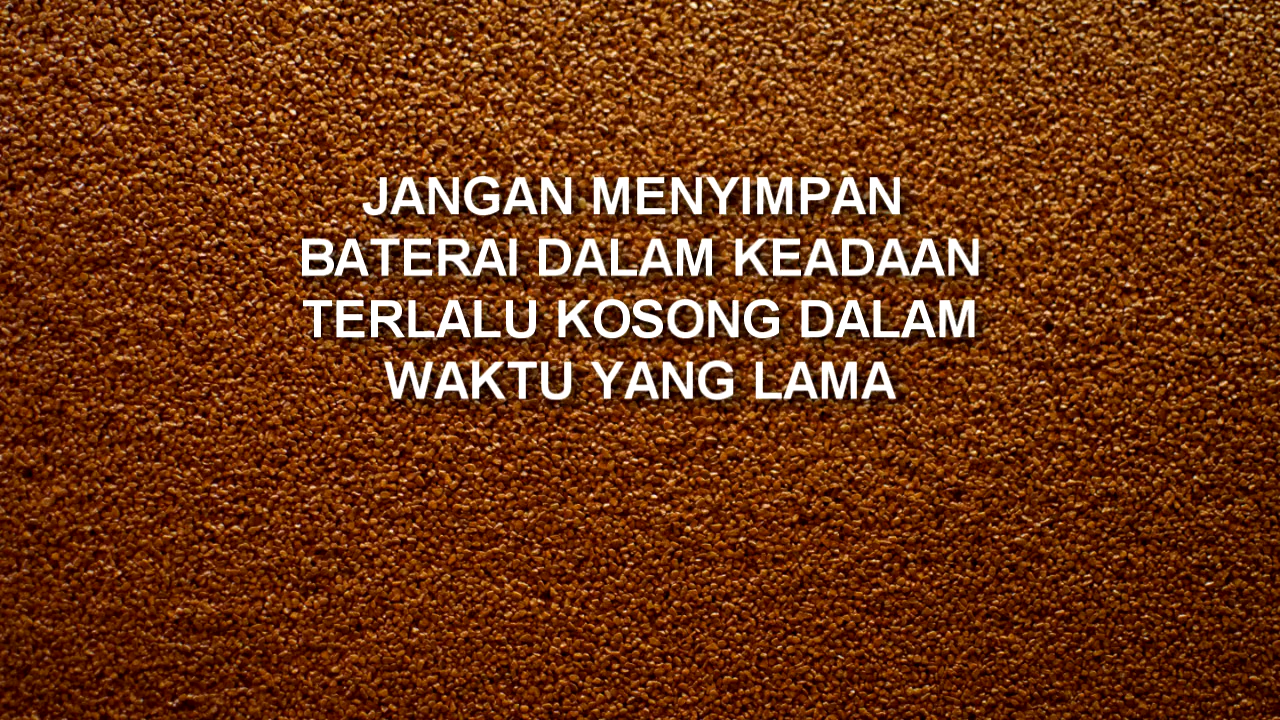 JANGAN MENYIMPAN
BATERAI DALAM KEADAAN
TERLALU KOSONG DALAM
WAKTU YANG LAMA